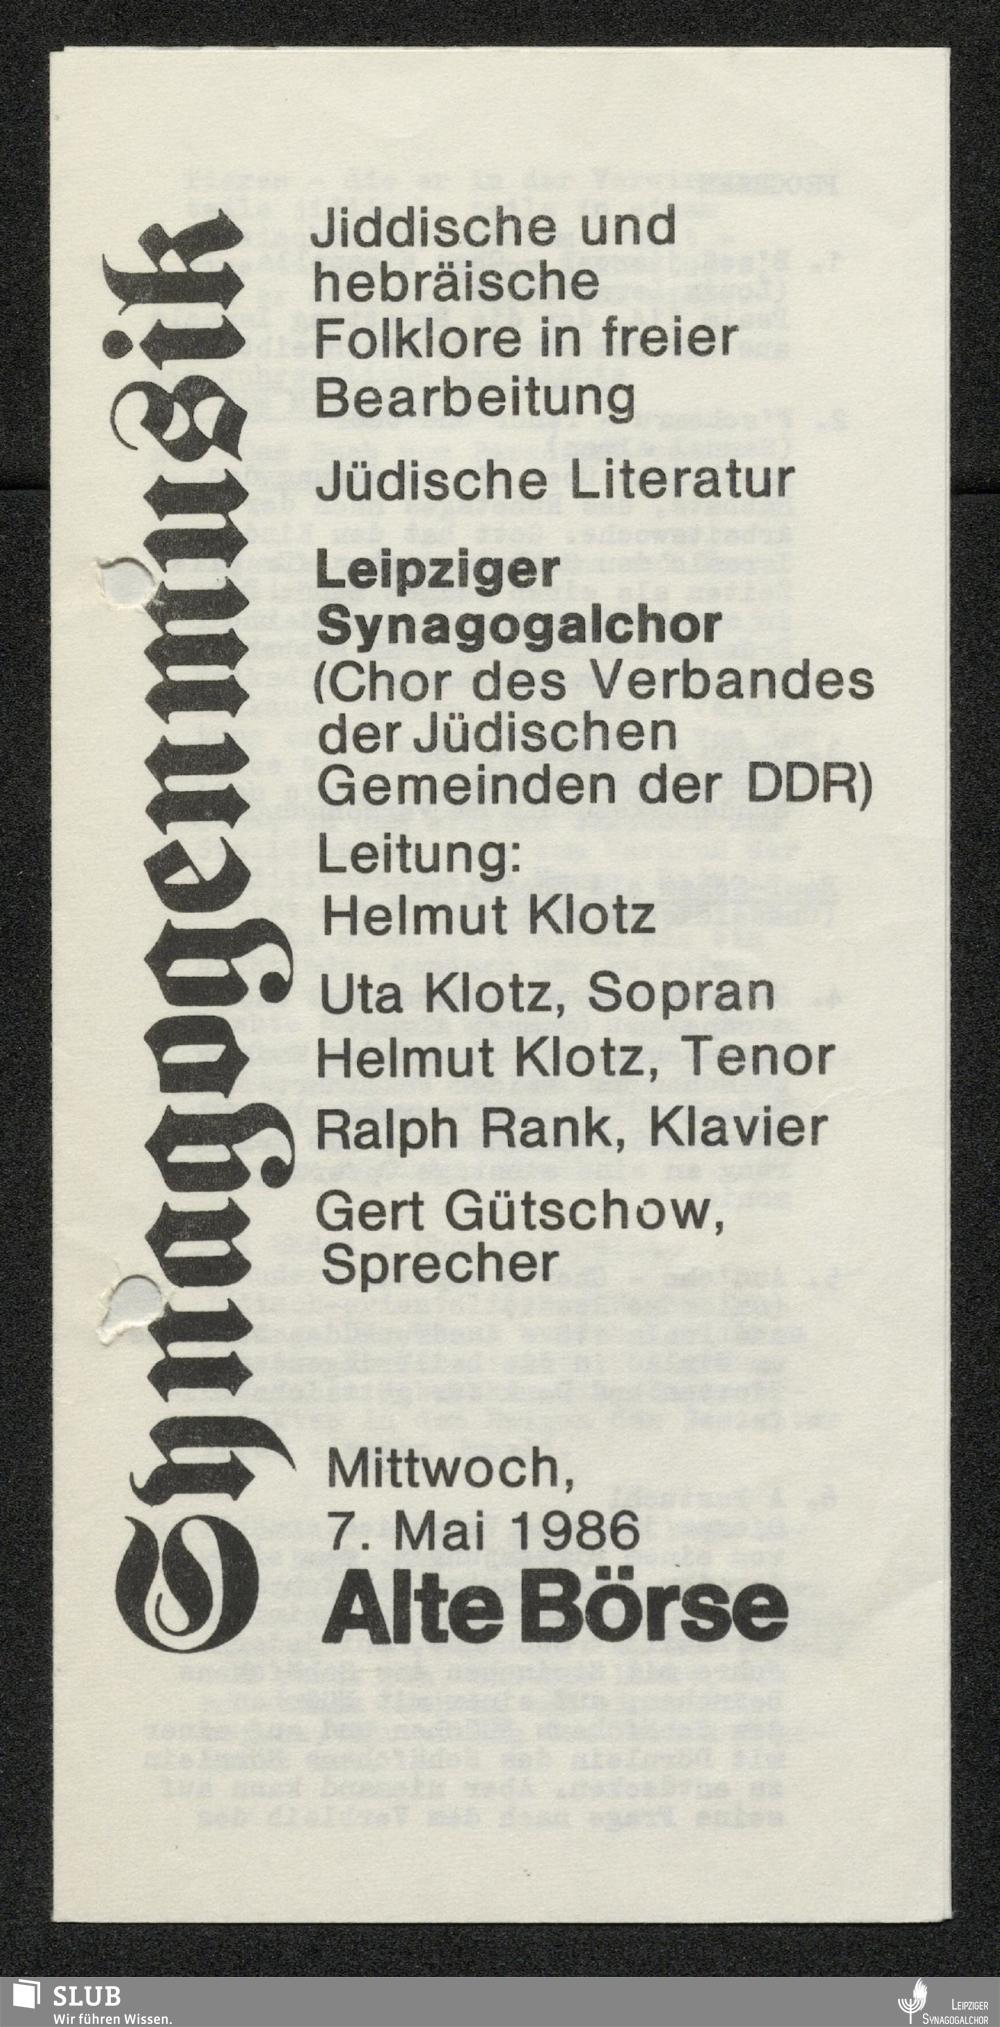 Synagogenmusik
Jiddische und
hebräische
Folklore in freier
Bearbeitung
Jüdische Literatur
Leipziger
Synagogalchor
(Chor des Verbandes
der Jüdischen
Gemeinden der DDR)
Leitung:
Helmut Klotz
Uta Klotz, Sopran
Helmut Klotz, Tenor
Ralph Rank, Klavier
Gert Gütschow,
Sprecher
Mittwoch,
7. Mai 1986
Alte Börse
SLUB
Wir führen Wissen.
LEIPZIGER
SYNAGOGALCHOR